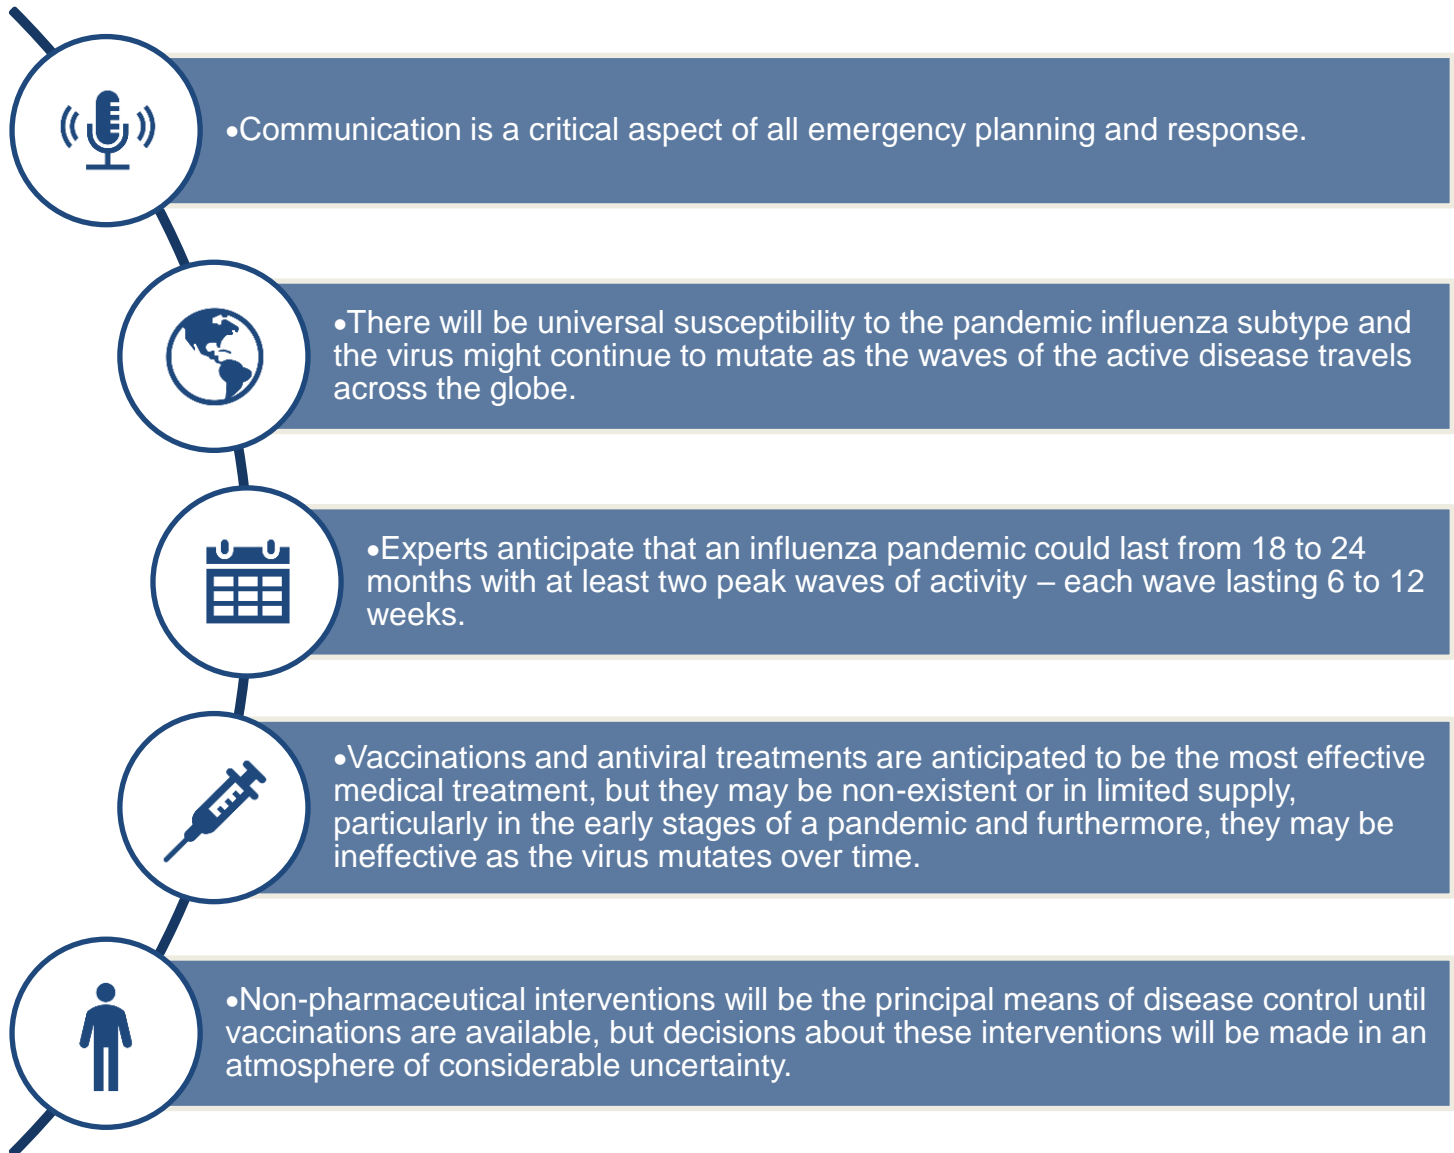 •Communication is a critical aspect of all emergency planning and response.
•There will be universal susceptibility to the pandemic influenza subtype and
the virus might continue to mutate as the waves of the active disease travels
across the globe.
•Experts anticipate that an influenza pandemic could last from 18 to 24
months with at least two peak waves of activity – each wave lasting 6 to 12
weeks.
•Vaccinations and antiviral treatments are anticipated to be the most effective
medical treatment, but they may be non-existent or in limited supply,
particularly in the early stages of a pandemic and furthermore, they may be
ineffective as the virus mutates over time.
•Non-pharmaceutical interventions will be the principal means of disease control until
vaccinations are available, but decisions about these interventions will be made in an
atmosphere of considerable uncertainty.